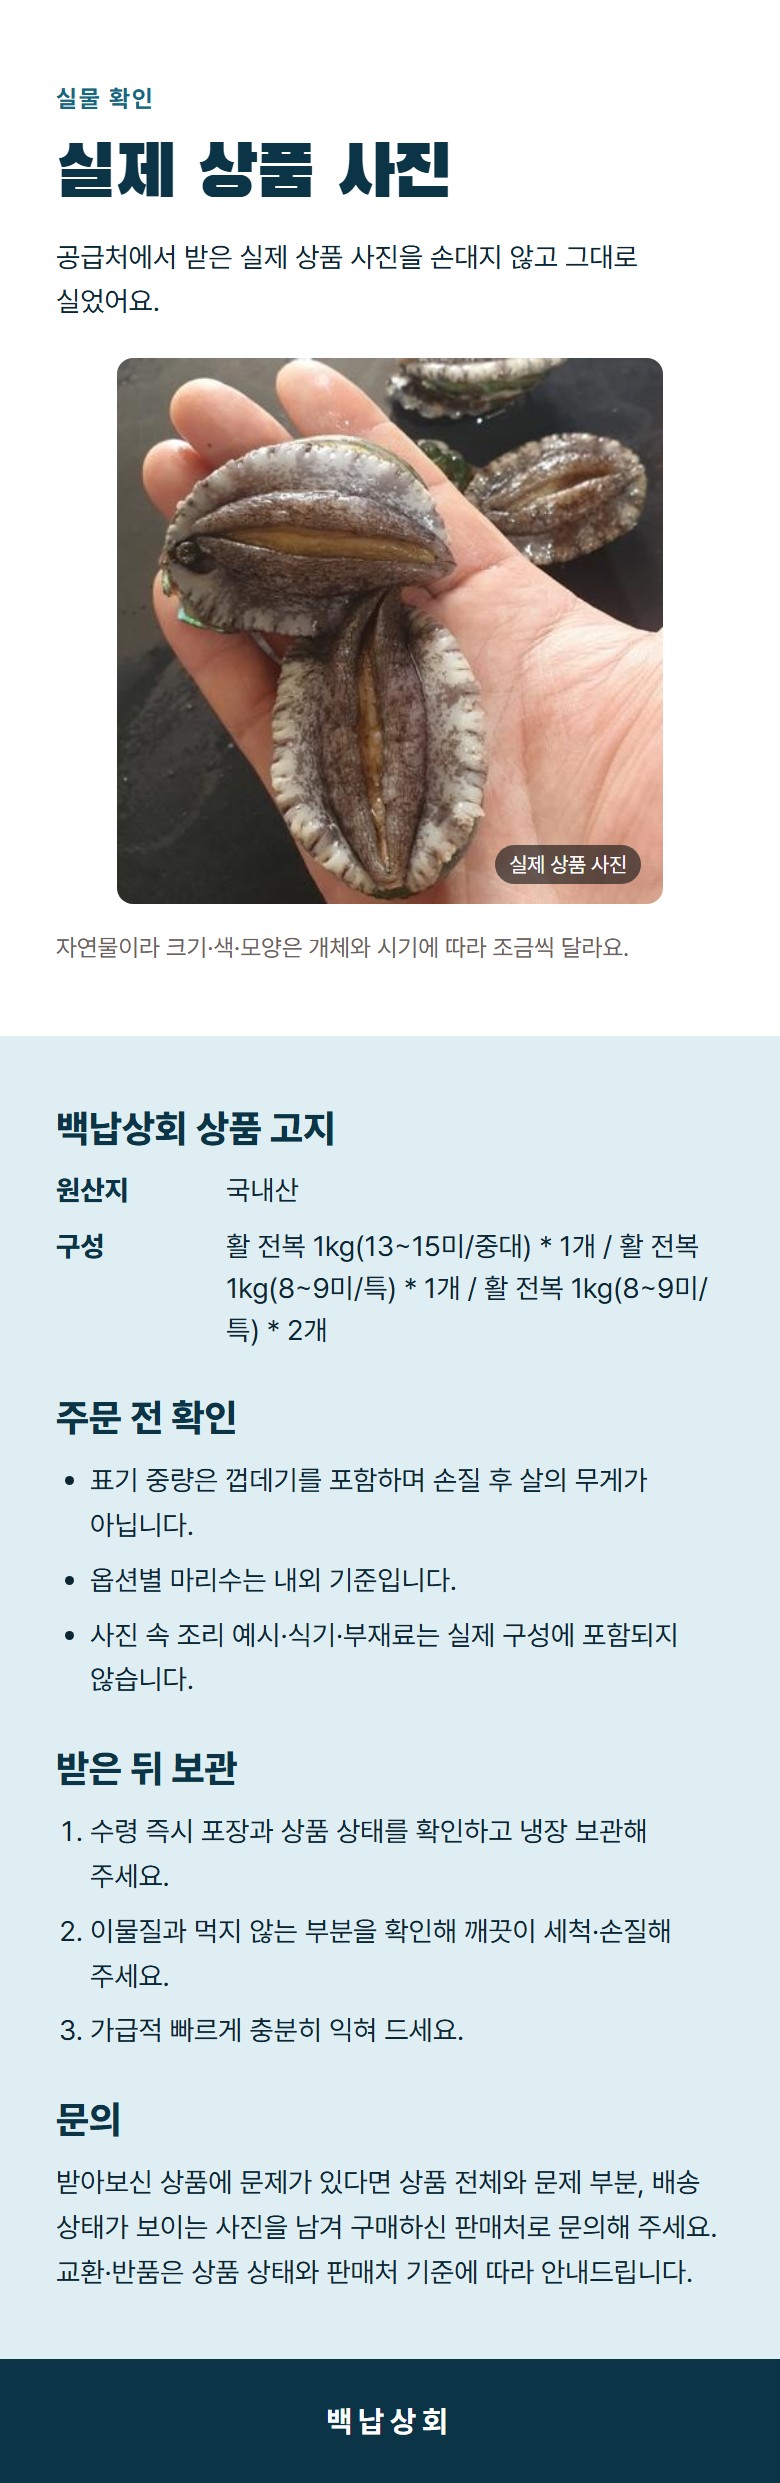 실물 확인
실제 상품 사진
공급처에서 받은 실제 상품 사진을 손대지 않고 그대로
실었어요.
실제 상품 사진
자연물이라 크기·색·모양은 개체와 시기에 따라 조금씩 달라요.
백납상회 상품 고지
원산지 국내산
구성 활 전복 1kg(13~15미/중대) * 1개 / 활 전복
1kg(8~9미/특) * 1개 / 활 전복 1kg(8~9미/
특) * 2개
주문 전 확인
• 표기 중량은 껍데기를 포함하며 손질 후 살의 무게가
아닙니다.
• 옵션별 마리수는 내외 기준입니다.
• 사진 속 조리 예시·식기·부재료는 실제 구성에 포함되지
않습니다.
받은 뒤 보관
1. 수령 즉시 포장과 상품 상태를 확인하고 냉장 보관해
주세요.
2. 이물질과 먹지 않는 부분을 확인해 깨끗이 세척·손질해
주세요.
3. 가급적 빠르게 충분히 익혀 드세요.
문의
받아보신 상품에 문제가 있다면 상품 전체와 문제 부분, 배송
상태가 보이는 사진을 남겨 구매하신 판매처로 문의해 주세요.
교환·반품은 상품 상태와 판매처 기준에 따라 안내드립니다.
백납상회